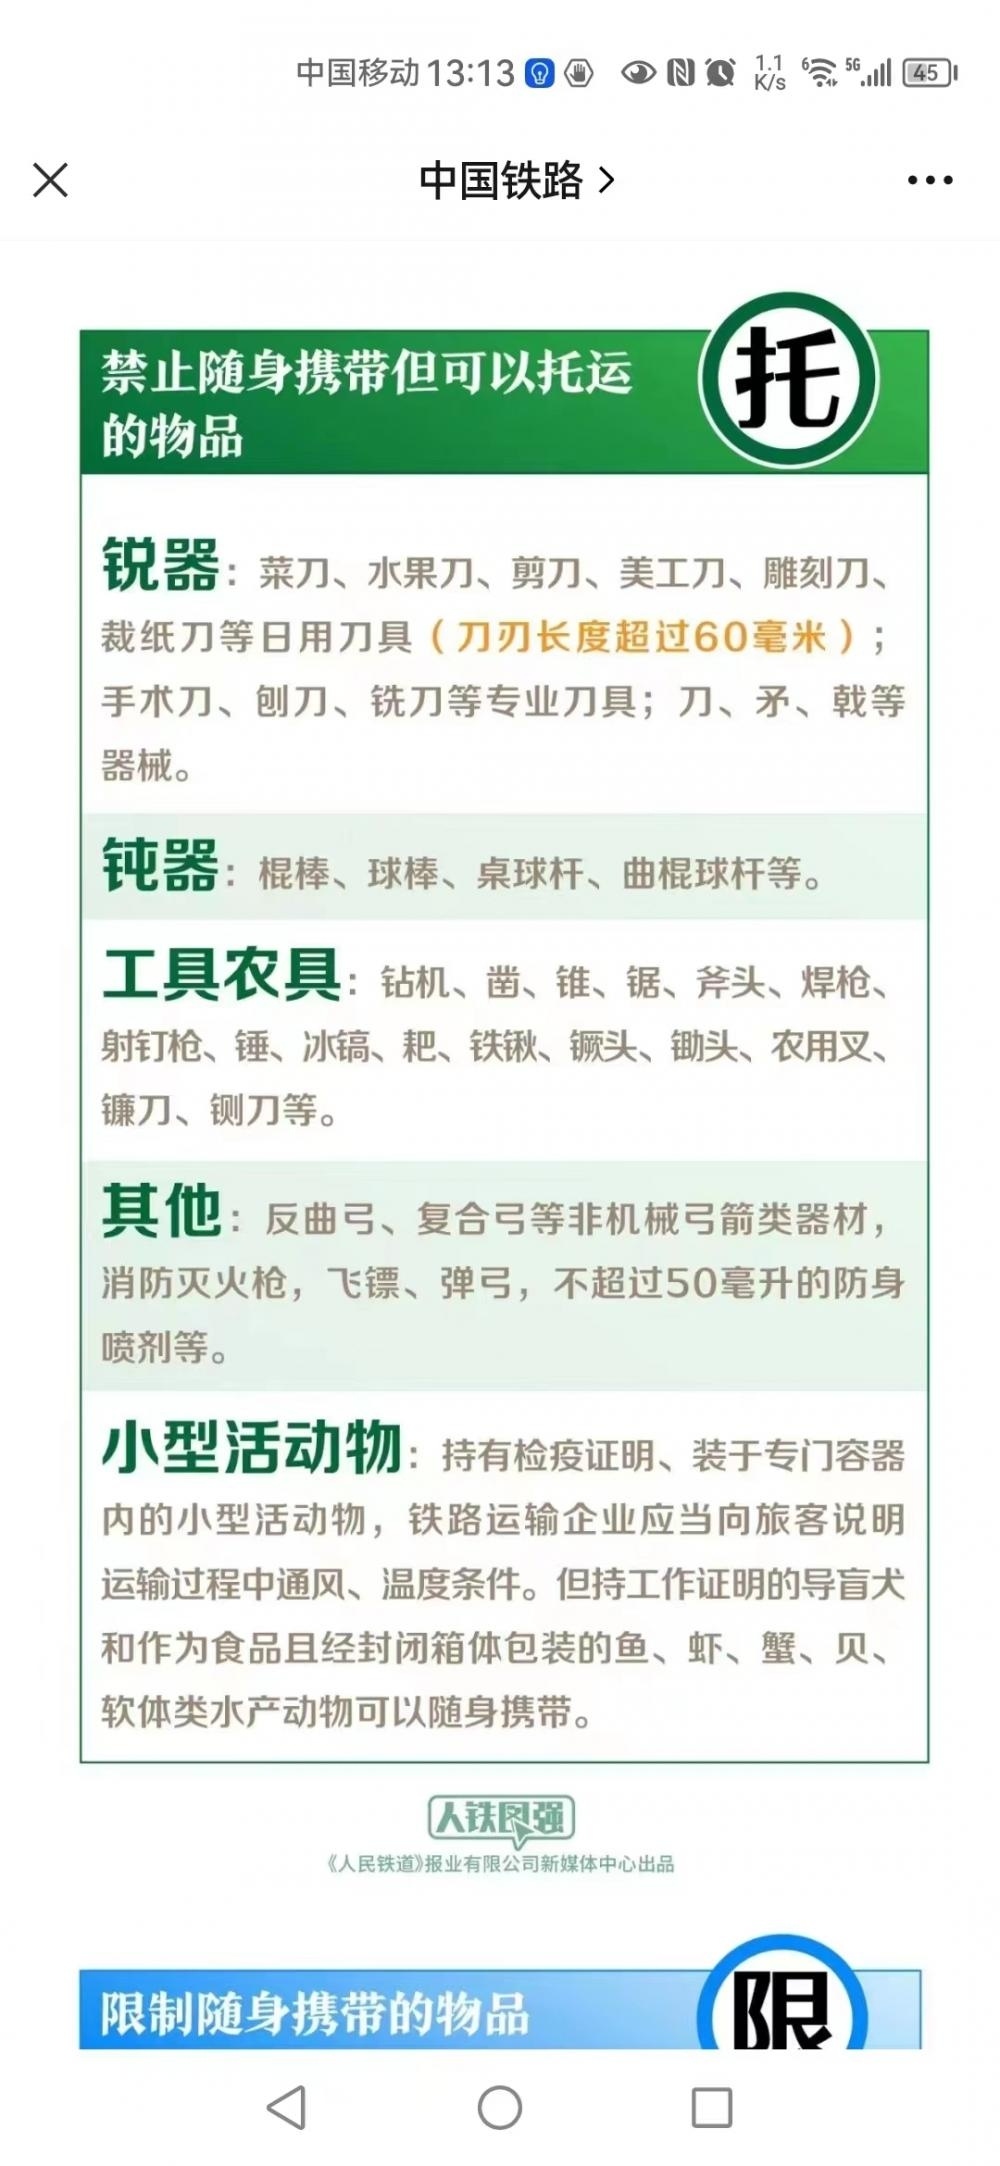 中国移动 13:13 1.1 K/s 6 5G 45
中国铁路
禁止随身携带但可以托运
的物品
托
锐器：菜刀、水果刀、剪刀、美工刀、雕刻刀、
裁纸刀等日用刀具（刀刃长度超过60毫米）；
手术刀、刨刀、铣刀等专业刀具；刀、矛、戟等
器械。
钝器：棍棒、球棒、桌球杆、曲棍球杆等。
工具农具：钻机、凿、锥、锯、斧头、焊枪、
射钉枪、锤、冰镐、耙、铁锹、镢头、锄头、农用叉、
镰刀、铡刀等。
其他：反曲弓、复合弓等非机械弓箭类器材，
消防灭火枪，飞镖、弹弓，不超过50毫升的防身
喷剂等。
小型活动物：持有检疫证明、装于专门容器
内的小型活动物，铁路运输企业应当向旅客说明
运输过程中通风、温度条件。但持工作证明的导盲犬
和作为食品且经封闭箱体包装的鱼、虾、蟹、贝、
软体类水产动物可以随身携带。
人铁图强
《人民铁道》报业有限公司新媒体中心出品
限制随身携带的物品
限